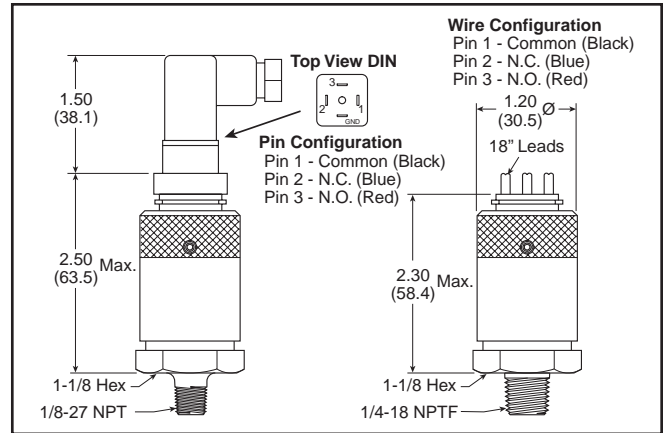 Top View DIN
3
2
1
GND
Pin Configuration
Pin 1 - Common (Black)
Pin 2 - N.C. (Blue)
Pin 3 - N.O. (Red)
1.50
(38.1)
2.50
(63.5)
Max.
1-1/8 Hex
1/8-27 NPT
Wire Configuration
Pin 1 - Common (Black)
Pin 2 - N.C. (Blue)
Pin 3 - N.O. (Red)
1.20
(30.5)
Ø
18" Leads
2.30
(58.4)
Max.
1-1/8 Hex
1/4-18 NPTF